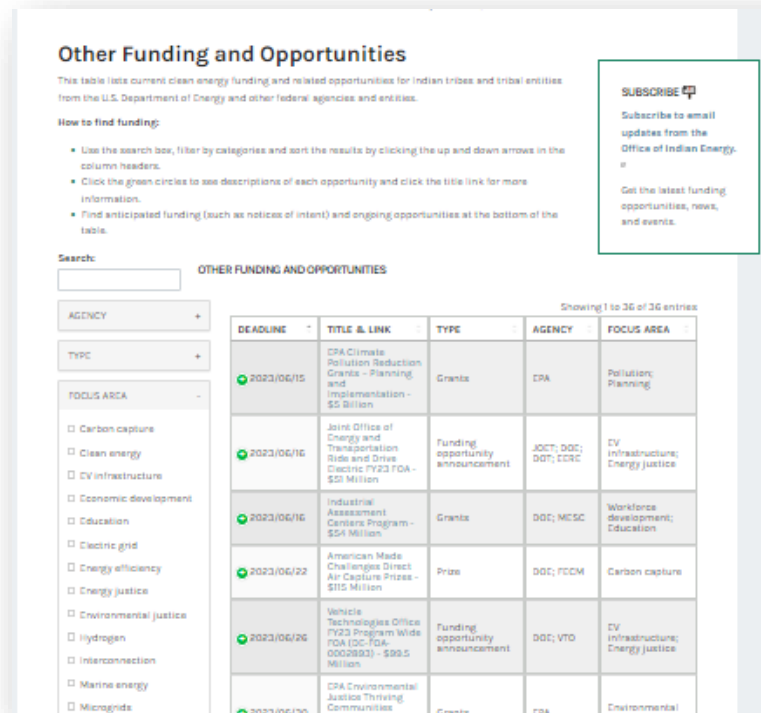 Other Funding and Opportunities
This table lists current clean energy funding and related opportunities for Indian tribes and tribal entities
from the U.S. Department of Energy and other federal agencies and entities.
How to find funding:
Use the search box, filter by categories and sort the results by clicking the up and down arrows in the
column headers.
Click the green circles to see descriptions of each opportunity and click the title link for more
information.
Find anticipated funding (such as notices of intent) and ongoing opportunities at the bottom of the
table.
SUBSCRIBE
Subscribe to email
updates from the
Office of Indian Energy.
Get the latest funding
opportunities, news,
and events.
Search:
OTHER FUNDING AND OPPORTUNITIES
Showing 1 to 36 of 36 entries
AGENCY +
TYPE +
FOCUS AREA -
Carbon capture
Clean energy
EV infrastructure
Economic development
Education
Electric grid
Energy efficiency
Energy justice
Environmental justice
Hydrogen
Interconnection
Marine energy
Microgrids
DEADLINE TITLE & LINK TYPE AGENCY FOCUS AREA
2023/06/15
EPA Climate
Pollution Reduction
Grants - Planning
and
Implementation -
$5 Billion
Grants
EPA
Pollution;
Planning
2023/06/16
Joint Office of
Energy and
Transportation
Ride and Drive
Electric FY23 FOA -
$51 Million
Funding
opportunity
announcement
JOET; DOE;
DOT; EERE
EV
infrastructure;
Energy justice
2023/06/16
Industrial
Assessment
Centers Program -
$54 Million
Grants
DOE; MESC
Workforce
development;
Education
2023/06/22
American Made
Challenges Direct
Air Capture Prizes -
$115 Million
Prize
DOE; FECM
Carbon capture
2023/06/26
Vehicle
Technologies Office
FY23 Program Wide
FOA (DE-FOA-
0002893) - $99.5
Million
Funding
opportunity
announcement
DOE; VTO
EV
infrastructure;
Energy justice
2023/06/30
EPA Environmental
Justice Thriving
Communities
Grants
EPA
Environmental